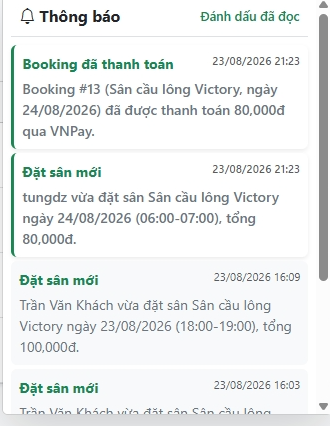 Thông báo Đánh dấu đã đọc
Booking đã thanh toán 23/08/2026 21:23
Booking #13 (Sân cầu lông Victory, ngày
24/08/2026) đã được thanh toán 80,000đ
qua VNPay.
Đặt sân mới 23/08/2026 21:23
tungdz vừa đặt sân Sân cầu lông Victory
ngày 24/08/2026 (06:00-07:00), tổng
80,000đ.
Đặt sân mới 23/08/2026 16:09
Trần Văn Khách vừa đặt sân Sân cầu lông
Victory ngày 23/08/2026 (18:00-19:00), tổng
100,000đ.
Đặt sân mới 23/08/2026 16:03
Trần Văn Khách vừa đặt sân Sân cầu lông